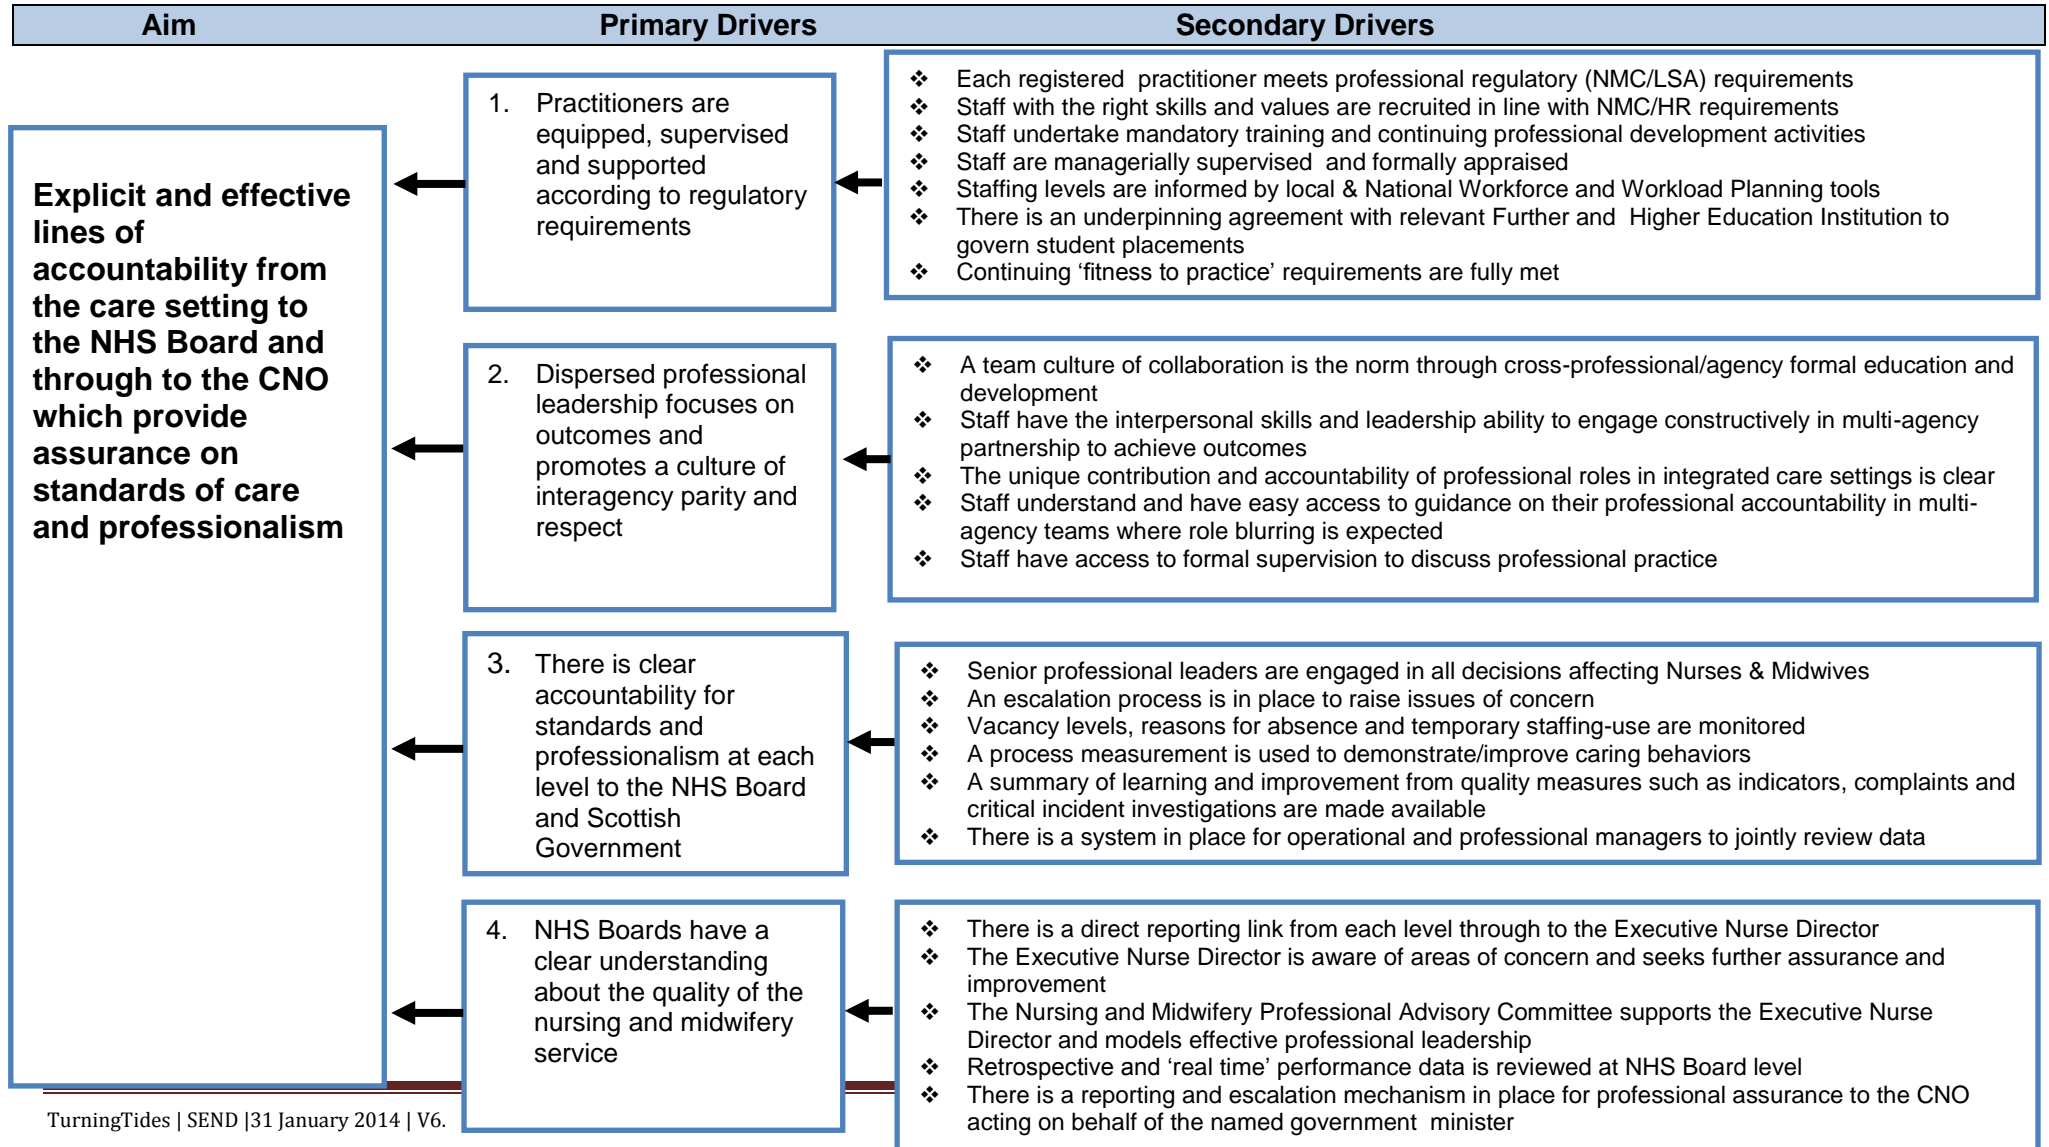 Aim Primary Drivers Secondary Drivers
Explicit and effective
lines of
accountability from
the care setting to
the NHS Board and
through to the CNO
which provide
assurance on
standards of care
and professionalism
1. Practitioners are
equipped, supervised
and supported
according to regulatory
requirements
❖ Each registered practitioner meets professional regulatory (NMC/LSA) requirements
❖ Staff with the right skills and values are recruited in line with NMC/HR requirements
❖ Staff undertake mandatory training and continuing professional development activities
❖ Staff are managerially supervised and formally appraised
❖ Staffing levels are informed by local & National Workforce and Workload Planning tools
❖ There is an underpinning agreement with relevant Further and Higher Education Institution to
govern student placements
❖ Continuing ‘fitness to practice’ requirements are fully met
2. Dispersed professional
leadership focuses on
outcomes and
promotes a culture of
interagency parity and
respect
❖ A team culture of collaboration is the norm through cross-professional/agency formal education and
development
❖ Staff have the interpersonal skills and leadership ability to engage constructively in multi-agency
partnership to achieve outcomes
❖ The unique contribution and accountability of professional roles in integrated care settings is clear
❖ Staff understand and have easy access to guidance on their professional accountability in multi-
agency teams where role blurring is expected
❖ Staff have access to formal supervision to discuss professional practice
3. There is clear
accountability for
standards and
professionalism at each
level to the NHS Board
and Scottish
Government
❖ Senior professional leaders are engaged in all decisions affecting Nurses & Midwives
❖ An escalation process is in place to raise issues of concern
❖ Vacancy levels, reasons for absence and temporary staffing-use are monitored
❖ A process measurement is used to demonstrate/improve caring behaviors
❖ A summary of learning and improvement from quality measures such as indicators, complaints and
critical incident investigations are made available
❖ There is a system in place for operational and professional managers to jointly review data
4. NHS Boards have a
clear understanding
about the quality of the
nursing and midwifery
service
❖ There is a direct reporting link from each level through to the Executive Nurse Director
❖ The Executive Nurse Director is aware of areas of concern and seeks further assurance and
improvement
❖ The Nursing and Midwifery Professional Advisory Committee supports the Executive Nurse
Director and models effective professional leadership
❖ Retrospective and ‘real time’ performance data is reviewed at NHS Board level
❖ There is a reporting and escalation mechanism in place for professional assurance to the CNO
acting on behalf of the named government minister
TurningTides | SEND |31 January 2014 | V6.